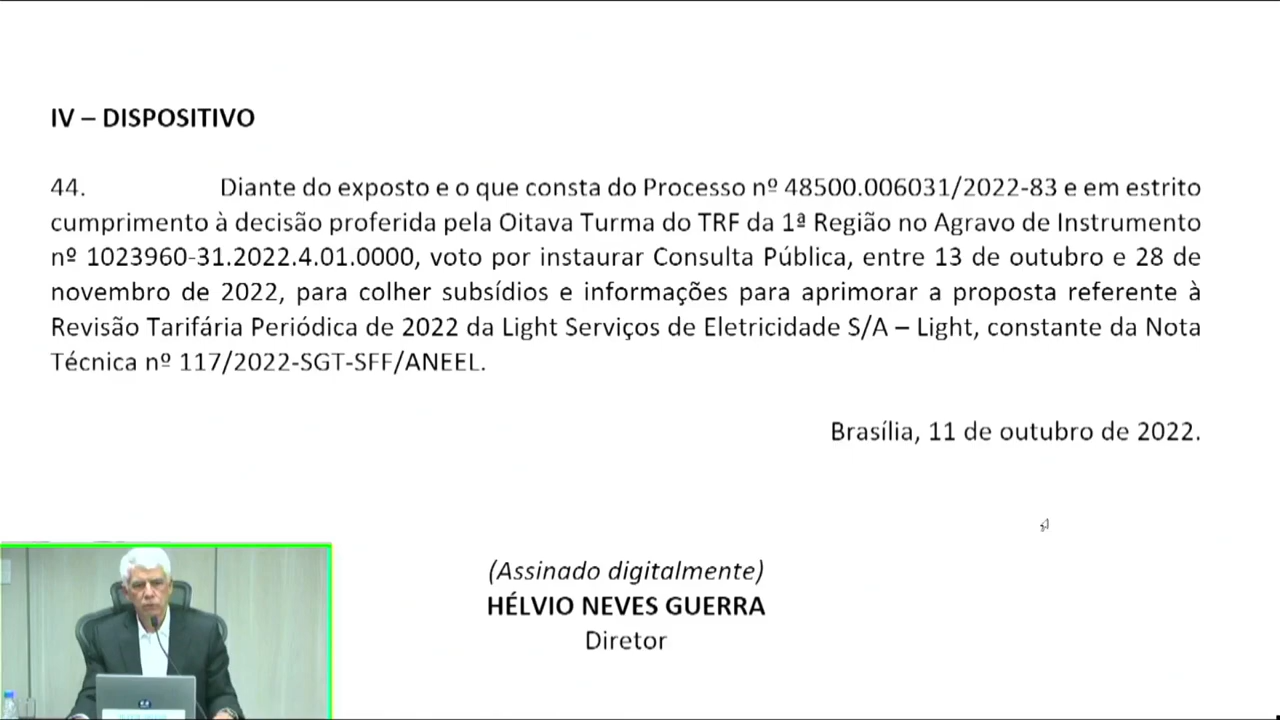 IV – DISPOSITIVO
44. Diante do exposto e o que consta do Processo nº 48500.006031/2022-83 e em estrito
cumprimento à decisão proferida pela Oitava Turma do TRF da 1ª Região no Agravo de Instrumento
nº 1023960-31.2022.4.01.0000, voto por instaurar Consulta Pública, entre 13 de outubro e 28 de
novembro de 2022, para colher subsídios e informações para aprimorar a proposta referente à
Revisão Tarifária Periódica de 2022 da Light Serviços de Eletricidade S/A – Light, constante da Nota
Técnica nº 117/2022-SGT-SFF/ANEEL.
Brasília, 11 de outubro de 2022.
(Assinado digitalmente)
HÉLVIO NEVES GUERRA
Diretor